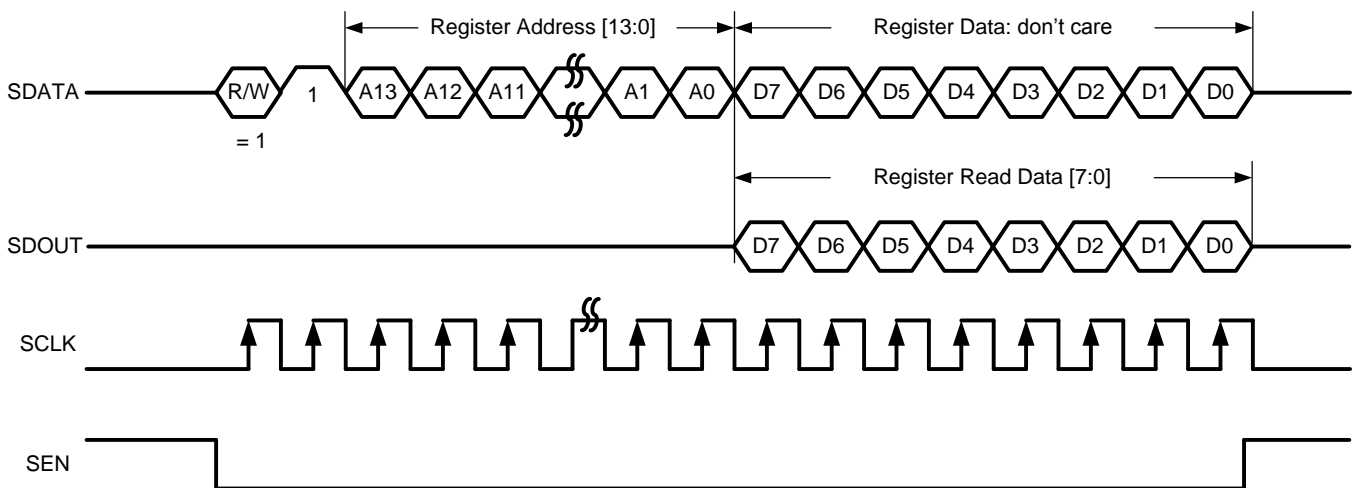 Register Address [13:0] Register Data: don't care
SDATA R/W 1 A13 A12 A11 A1 A0 D7 D6 D5 D4 D3 D2 D1 D0
= 1
Register Read Data [7:0]
SDOUT D7 D6 D5 D4 D3 D2 D1 D0
SCLK
SEN